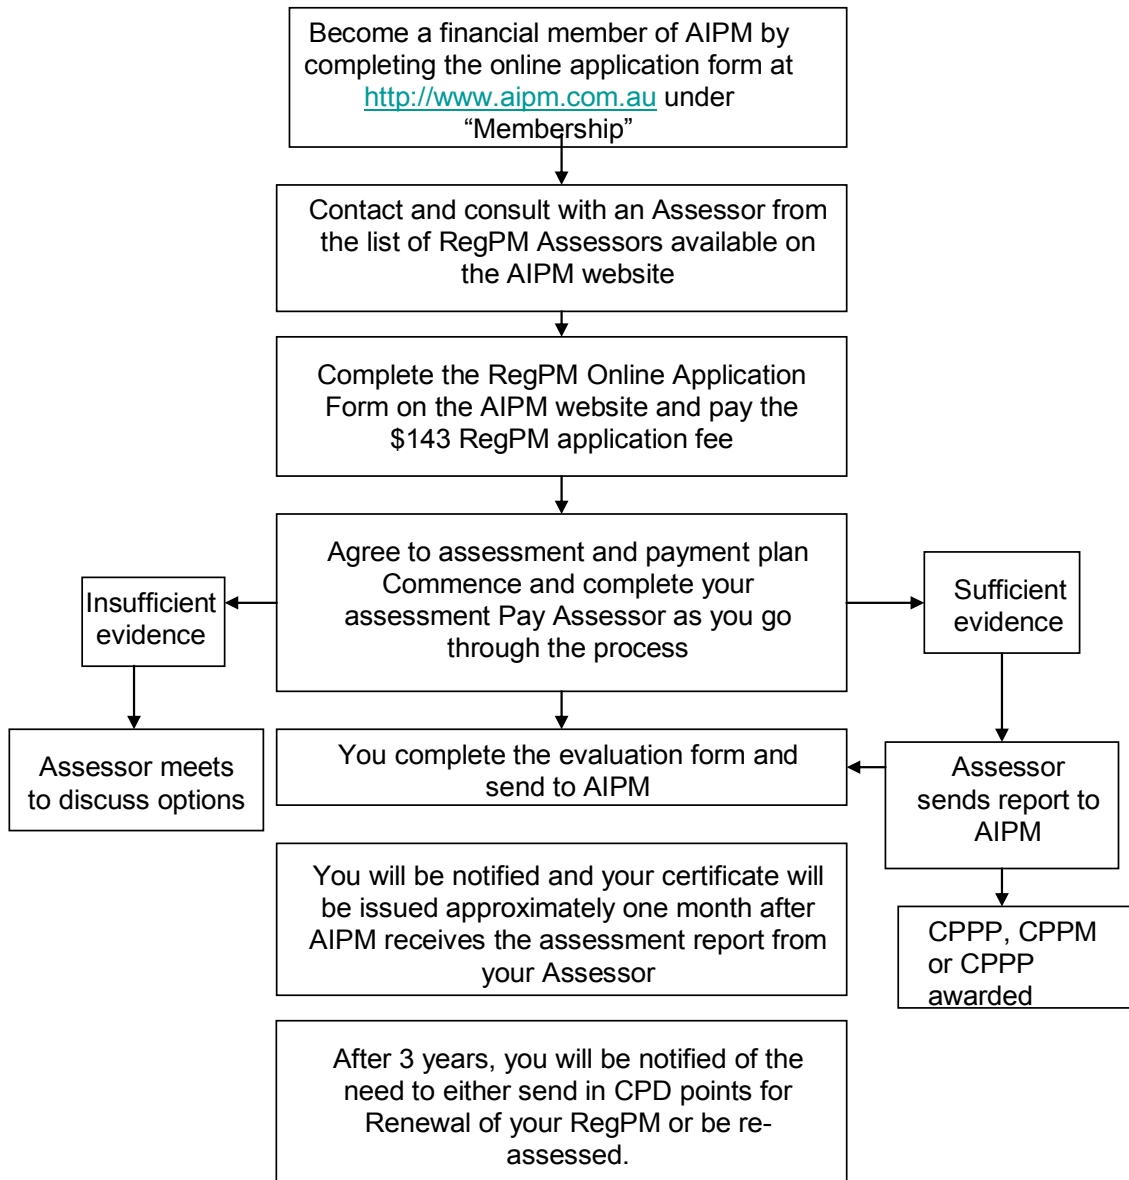 Become a financial member of AIPM by
completing the online application form at
http://www.aipm.com.au under
“Membership”
Contact and consult with an Assessor from
the list of RegPM Assessors available on
the AIPM website
Complete the RegPM Online Application
Form on the AIPM website and pay the
$143 RegPM application fee
Agree to assessment and payment plan
Commence and complete your
assessment Pay Assessor as you go
through the process
Insufficient
evidence
Sufficient
evidence
Assessor meets
to discuss options
You complete the evaluation form and
send to AIPM
Assessor
sends report to
AIPM
You will be notified and your certificate will
be issued approximately one month after
AIPM receives the assessment report from
your Assessor
CPPP, CPPM
or CPPP
awarded
After 3 years, you will be notified of the
need to either send in CPD points for
Renewal of your RegPM or be re-
assessed.